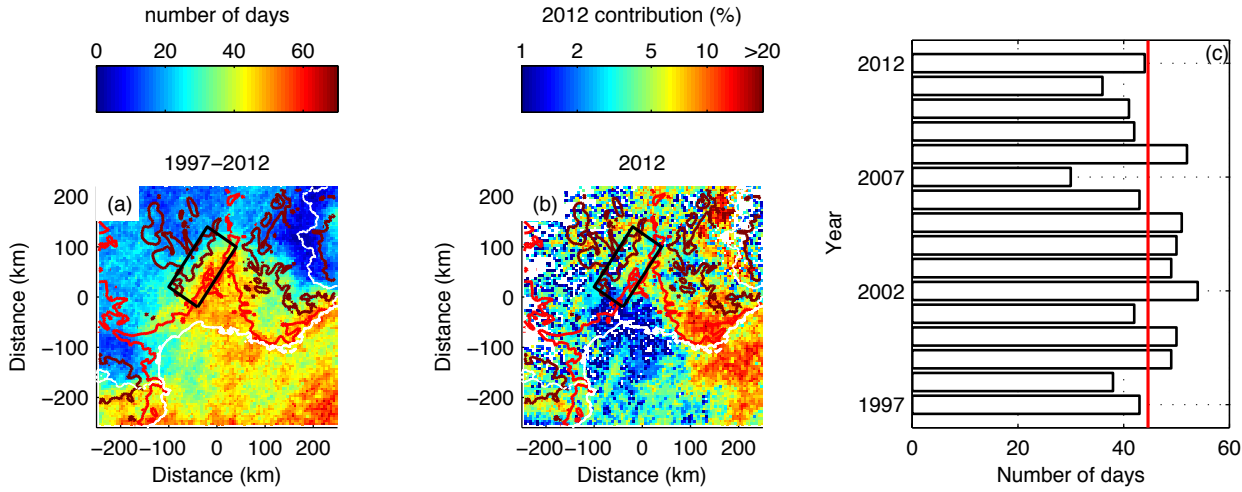 number of days
0 20 40 60
2012 contribution (%)
1 2 5 10 >20
1997−2012
(a)
200
100
0
−100
−200
Distance (km)
−200 −100 0 100 200
Distance (km)
2012
(b)
200
100
0
−100
−200
Distance (km)
−200 −100 0 100 200
Distance (km)
(c)
2012
2007
2002
1997
Year
0 20 40 60
Number of days